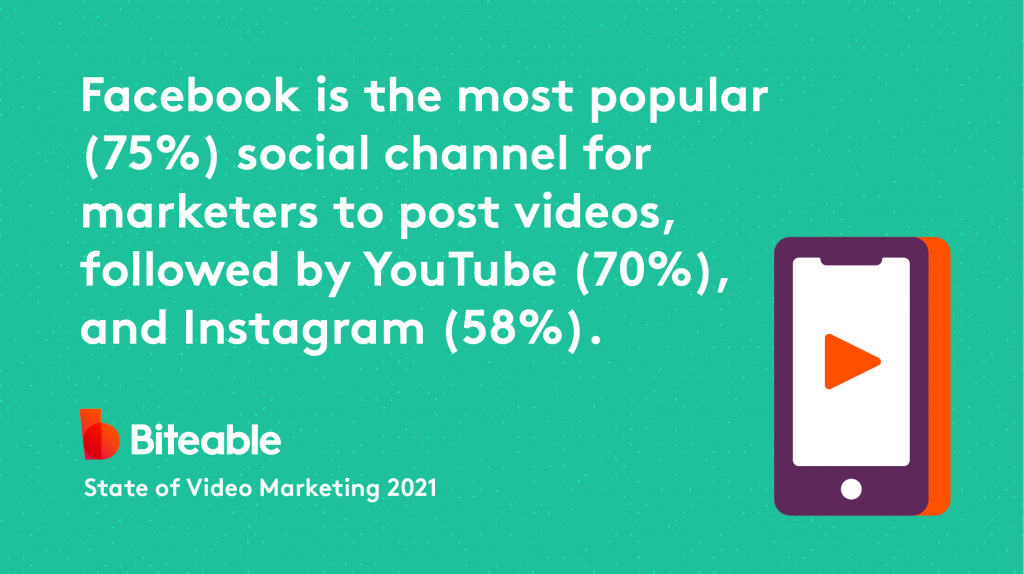 Facebook is the most popular
(75%) social channel for
marketers to post videos,
followed by YouTube (70%),
and Instagram (58%).
Biteable
State of Video Marketing 2021